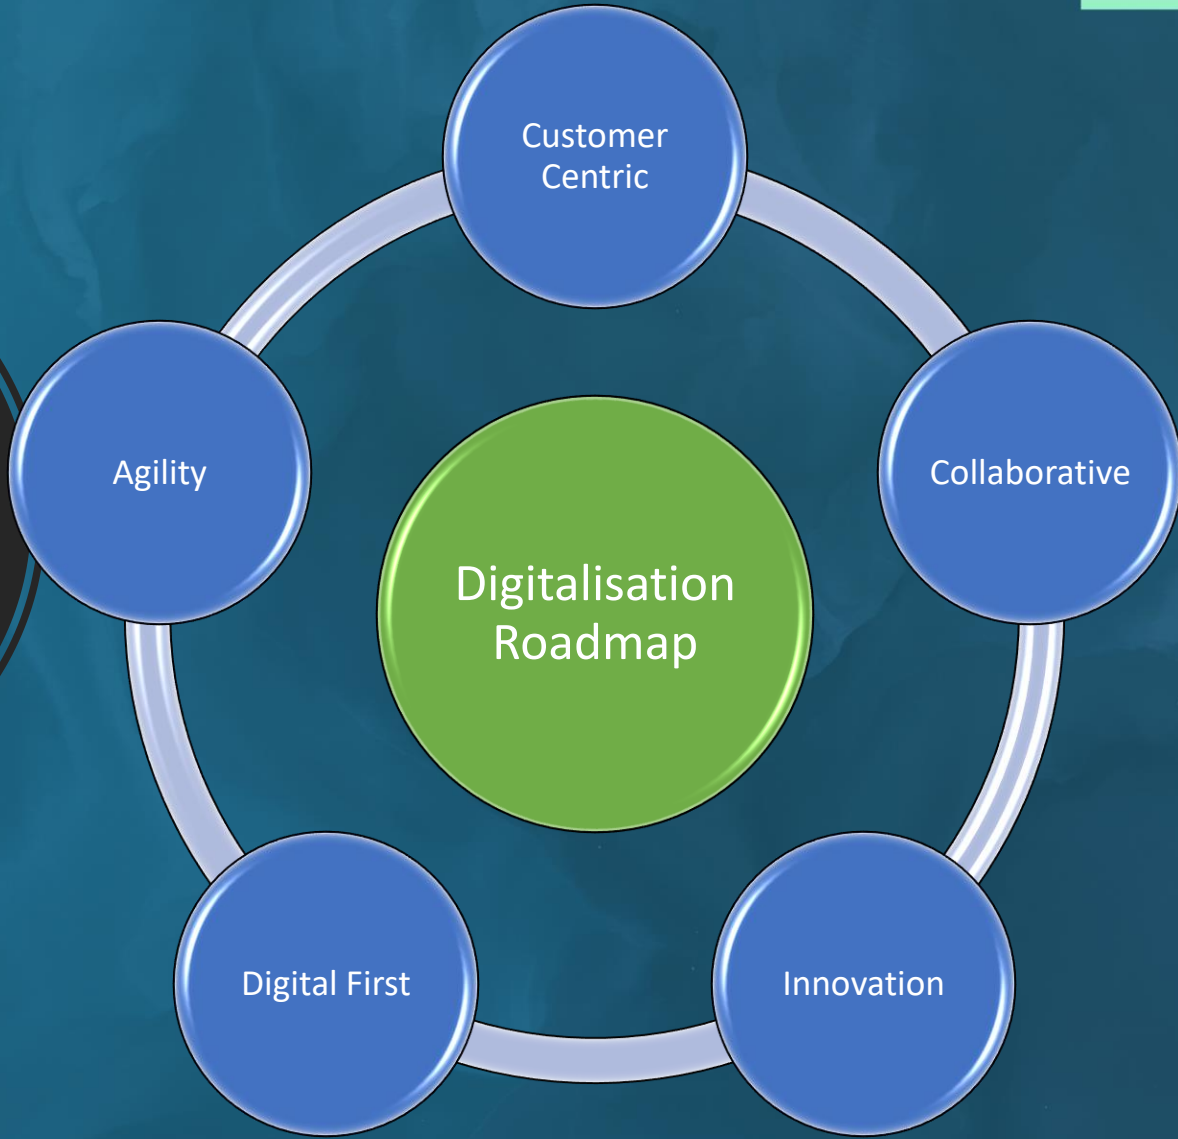 Customer
Centric
Agility
Collaborative
Digitalisation
Roadmap
Digital First
Innovation